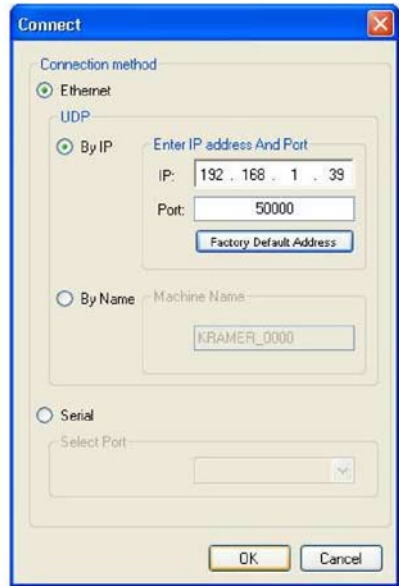 Connect
Connection method
Ethernet
UDP
By IP
Enter IP address And Port
IP: 192 . 168 . 1 . 39
Port: 50000
Factory Default Address
By Name
Machine Name
KRAMER_0000
Serial
Select Port
OK Cancel